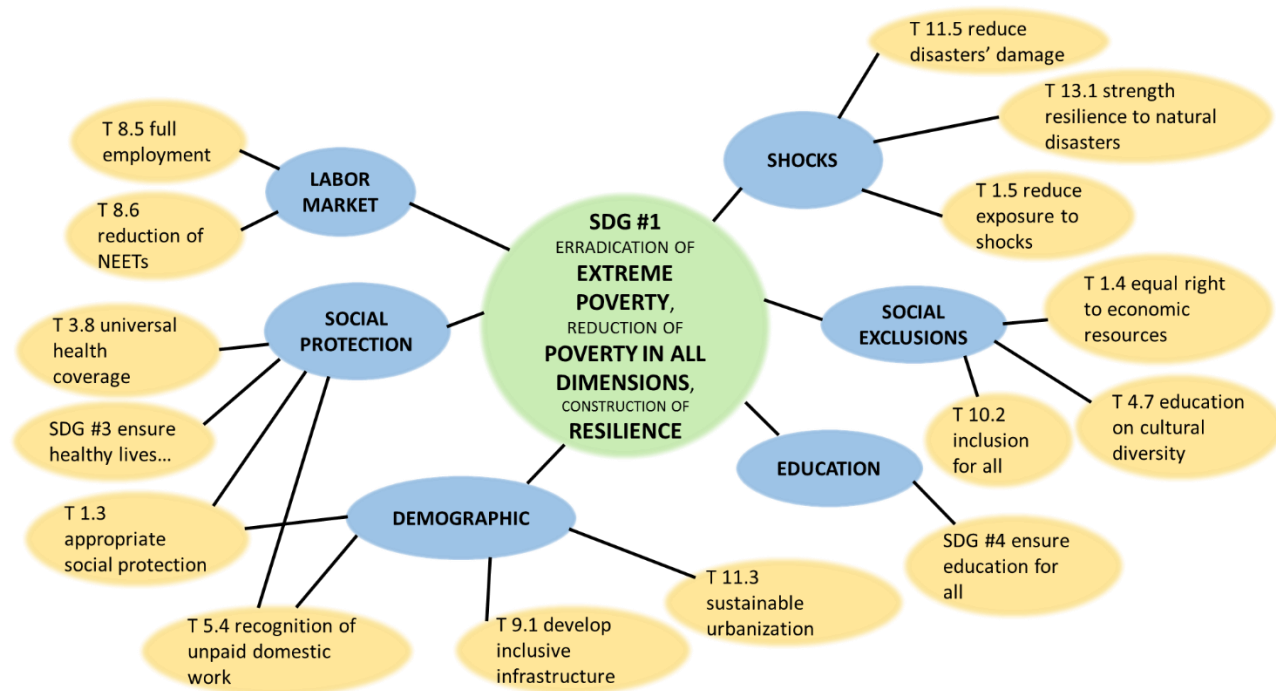 T 11.5 reduce
disasters’ damage
T 13.1 strength
resilience to natural
disasters
T 8.5 full
employment
SHOCKS
LABOR
MARKET
T 1.5 reduce
exposure to
shocks
T 8.6
reduction of
NEETs
SDG #1
ERRADICATION OF
EXTREME
POVERTY,
REDUCTION OF
POVERTY IN ALL
DIMENSIONS,
CONSTRUCTION OF
RESILIENCE
T 1.4 equal right
to economic
resources
SOCIAL
PROTECTION
SOCIAL
EXCLUSIONS
T 3.8 universal
health
coverage
T 4.7 education
on cultural
diversity
T 10.2
inclusion
for all
SDG #3 ensure
healthy lives…
EDUCATION
T 1.3
appropriate
social protection
DEMOGRAPHIC
SDG #4 ensure
education for
all
T 11.3
sustainable
urbanization
T 5.4 recognition of
unpaid domestic
work
T 9.1 develop
inclusive
infrastructure